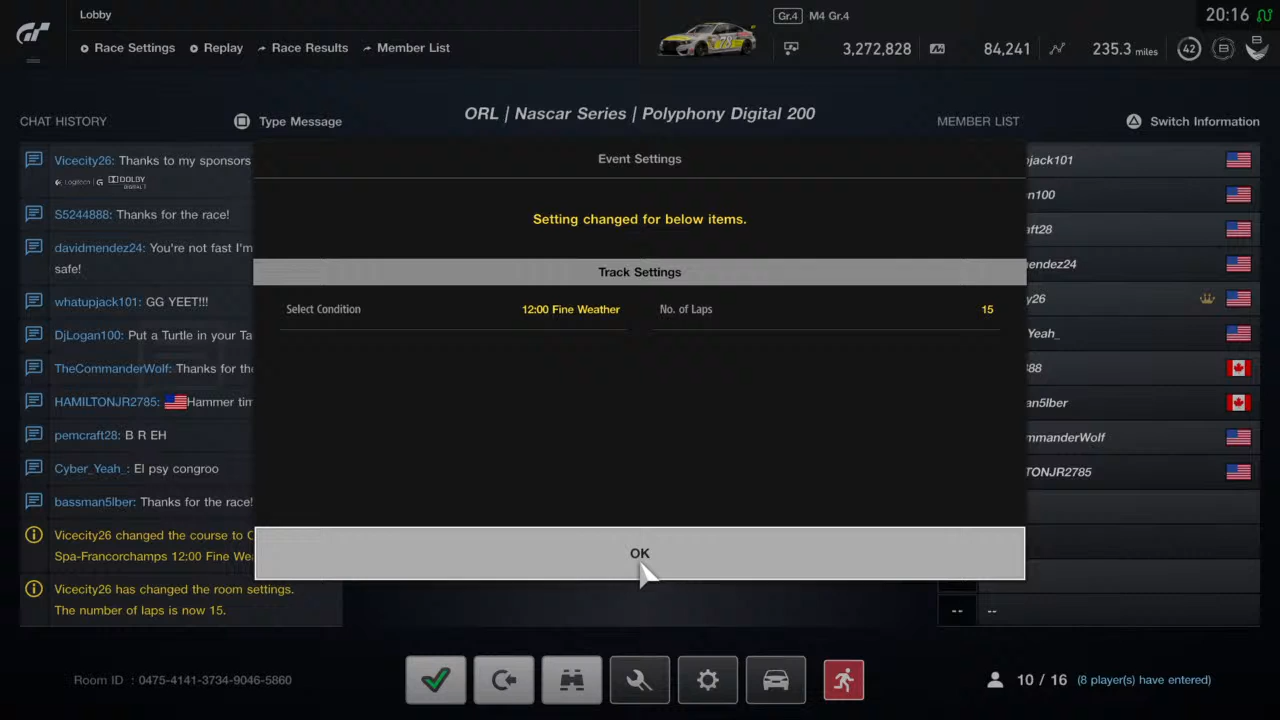 Lobby
Race Settings
Replay
Race Results
Member List
Gr.4
M4 Gr.4
3,272,828
84,241
235.3 miles
42
B
B
20:16
ORL | Nascar Series | Polyphony Digital 200
CHAT HISTORY
Type Message
MEMBER LIST
Switch Information
Vicecity26: Thanks to my sponsors
Logitech G DOLBY DIGITAL
S5244888: Thanks for the race!
davidmendez24: You're not fast I'm
safe!
whatupjack101: GG YEET!!!
DjLogan100: Put a Turtle in your Ta
TheCommanderWolf: Thanks for the
HAMILTONJR2785: Hammer tim
pemcraft28: B R EH
Cyber_Yeah_: El psy congroo
bassman5lber: Thanks for the race!
Vicecity26 changed the course to C
Spa-Francorchamps 12:00 Fine Wea
Vicecity26 has changed the room settings.
The number of laps is now 15.
Event Settings
Setting changed for below items.
Track Settings
Select Condition
12:00 Fine Weather
No. of Laps
15
OK
jack101
n100
aft28
endez24
y26
Yeah_
88
an5lber
mmanderWolf
TONJR2785
-- --
Room ID : 0475-4141-3734-9046-5860
10 / 16
(8 player(s) have entered)